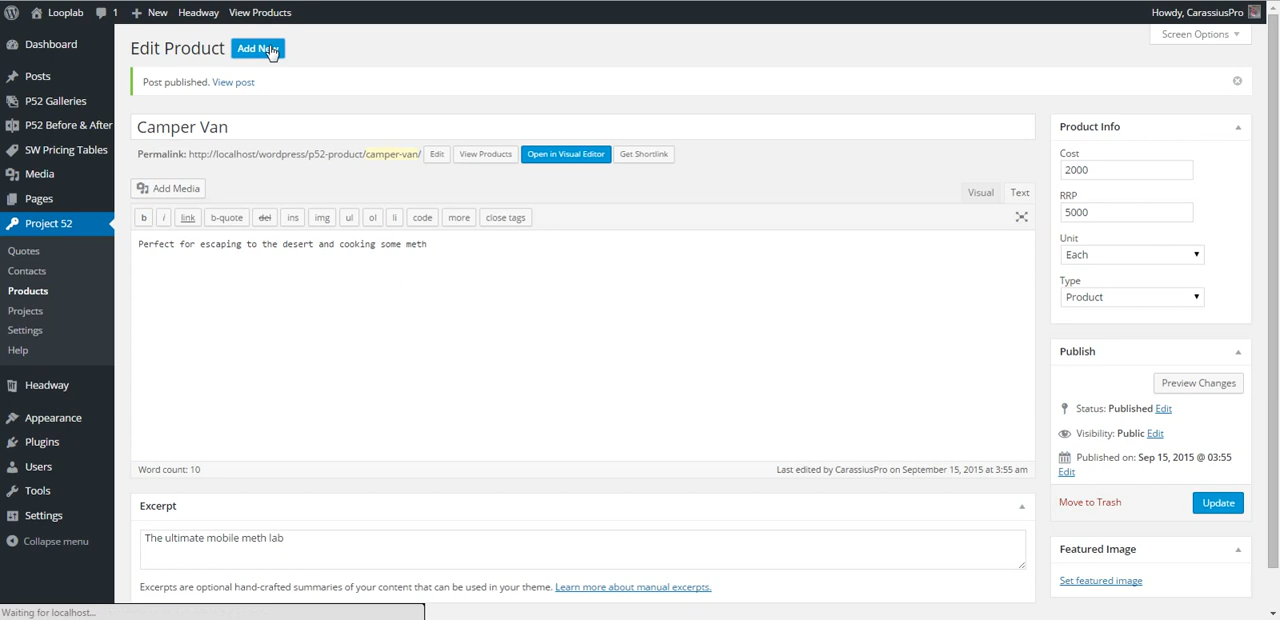 Looplab 1 New Headway View Products Howdy, CarassiusPro
Screen Options
Dashboard
Posts
P52 Galleries
P52 Before & After
SW Pricing Tables
Media
Pages
Project 52
Quotes
Contacts
Products
Projects
Settings
Help
Headway
Appearance
Plugins
Users
Tools
Settings
Collapse menu
Edit Product Add New
Post published. View post
Camper Van
Permalink: http://localhost/wordpress/p52-product/camper-van/ Edit View Products Open in Visual Editor Get Shortlink
Add Media Visual Text
b i link b-quote del ins img ul ol li code more close tags
Perfect for escaping to the desert and cooking some meth
Word count: 10 Last edited by CarassiusPro on September 15, 2015 at 3:55 am
Excerpt
The ultimate mobile meth lab
Excerpts are optional hand-crafted summaries of your content that can be used in your theme. Learn more about manual excerpts.
Product Info
Cost
2000
RRP
5000
Unit
Each
Type
Product
Publish
Preview Changes
Status: Published Edit
Visibility: Public Edit
Published on: Sep 15, 2015 @ 03:55
Edit
Move to Trash Update
Featured Image
Set featured image
Waiting for localhost...